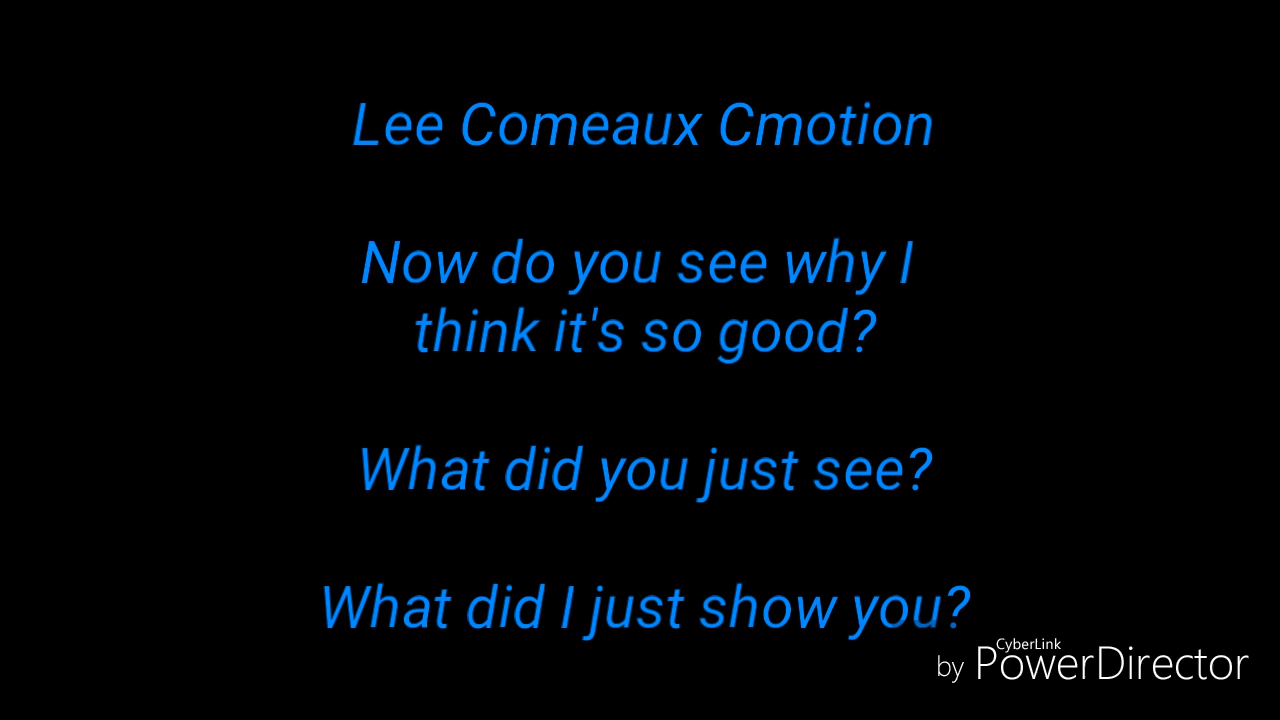 Lee Comeaux Cmotion
Now do you see why I
think it's so good?
What did you just see?
What did I just show you?
CyberLink
by PowerDirector